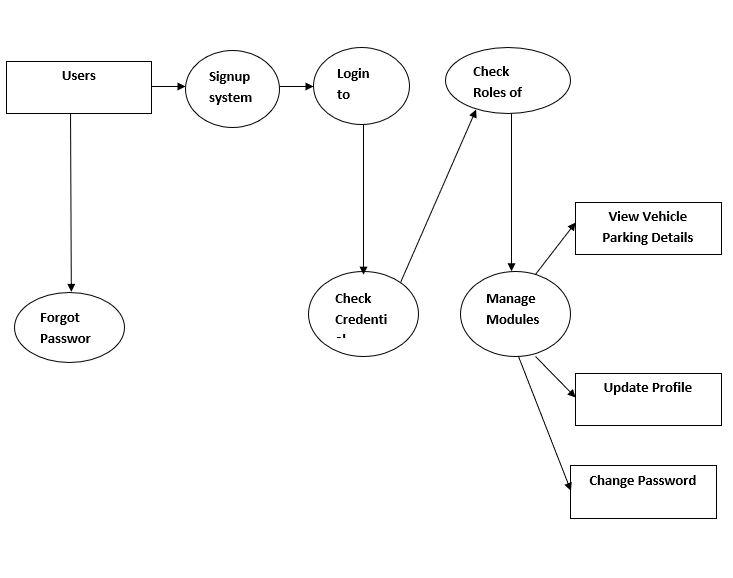 Users
Signup
system
Login
to
Check
Roles of
View Vehicle
Parking Details
Forgot
Passwor
Check
Credenti
Manage
Modules
Update Profile
Change Password